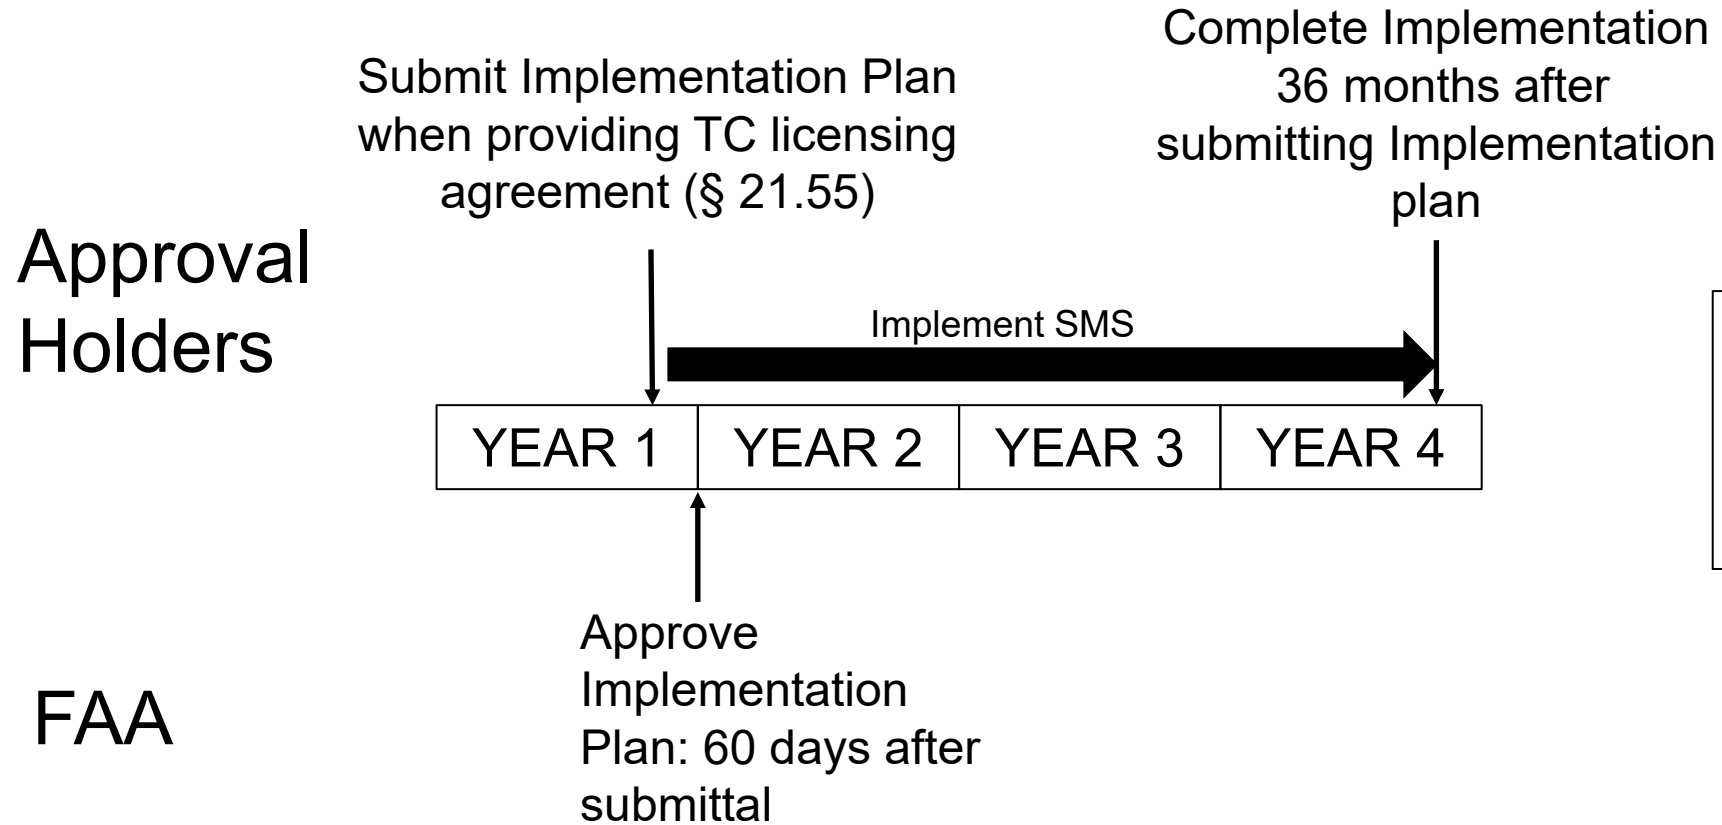 Complete Implementation
36 months after
submitting Implementation
plan
Submit Implementation Plan
when providing TC licensing
agreement (§ 21.55)
Approval
Holders
Implement SMS
YEAR 1
YEAR 2
YEAR 3
YEAR 4
Approve
Implementation
Plan: 60 days after
submittal
FAA